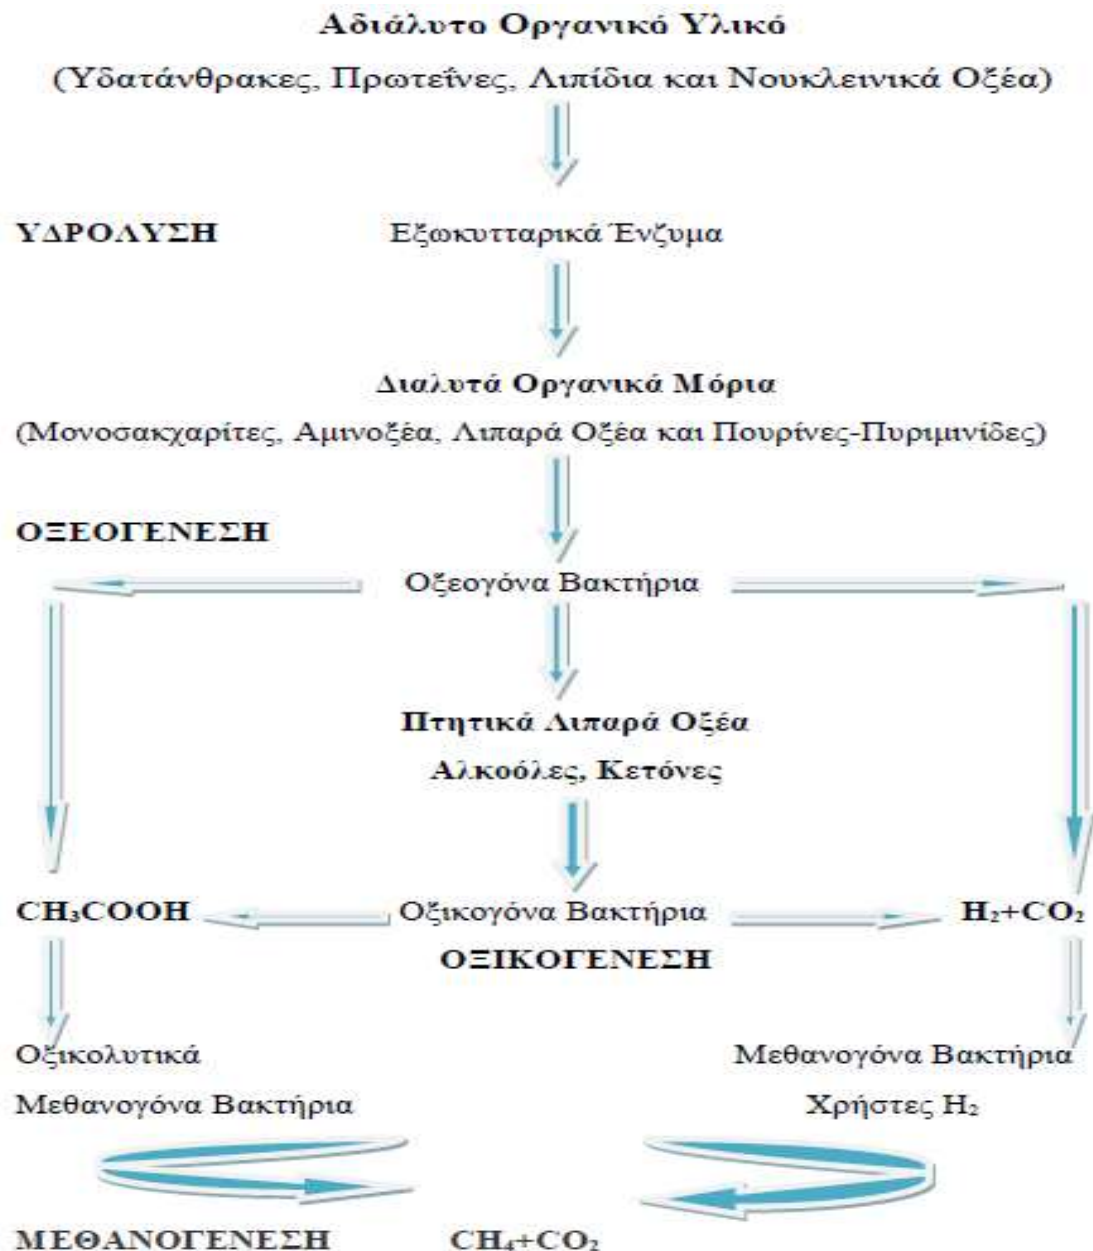 Αδιάλυτο Οργανικό Υλικό
(Υδατάνθρακες, Πρωτεΐνες, Λιπίδια και Νουκλεινικά Οξέα)
ΥΔΡΟΛΥΣΗ Εξωκυτταρικά Ένζυμα
Διαλυτά Οργανικά Μόρια
(Μονοσακχαρίτες, Αμινοξέα, Λιπαρά Οξέα και Πουρίνες-Πυριμινίδες)
ΟΞΕΟΓΕΝΕΣΗ
Οξεογόνα Βακτήρια
Πτητικά Λιπαρά Οξέα
Αλκοόλες, Κετόνες
CH₃COOH Οξικογόνα Βακτήρια H₂+CO₂
ΟΞΙΚΟΓΕΝΕΣΗ
Οξικολυτικά Μεθανογόνα Βακτήρια
Μεθανογόνα Βακτήρια Χρήστες H₂
ΜΕΘΑΝΟΓΕΝΕΣΗ CH₄+CO₂